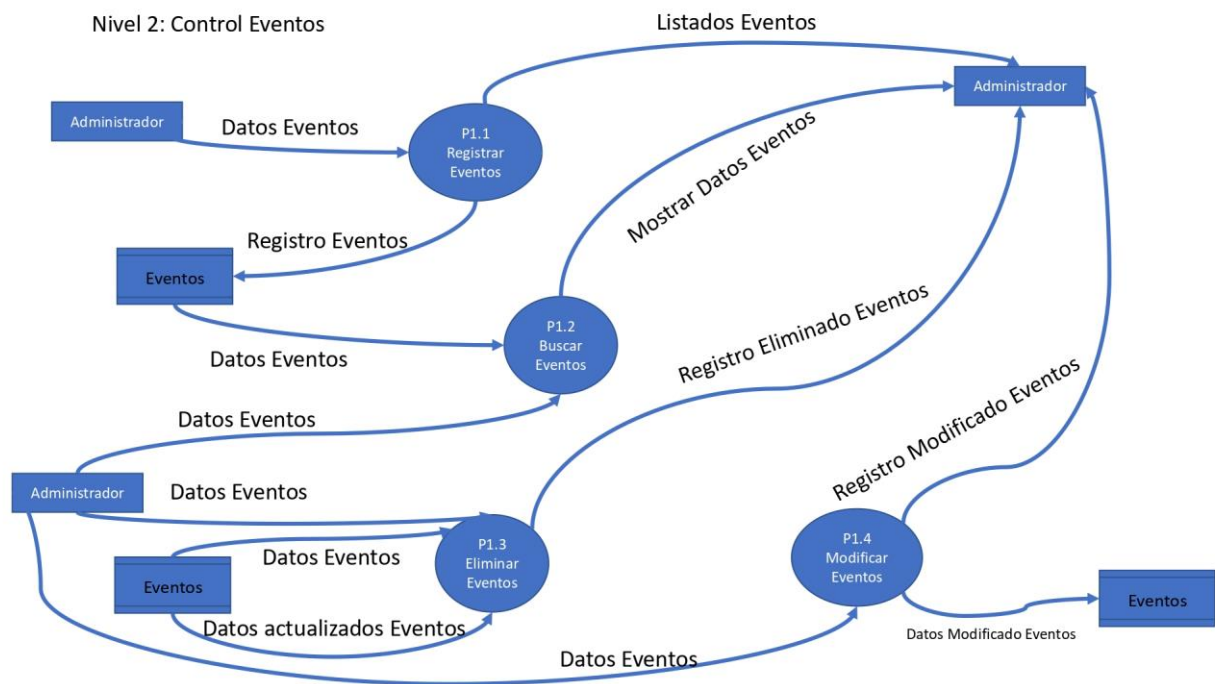 Nivel 2: Control Eventos
Listados Eventos
Administrador
Administrador
Datos Eventos
P1.1
Registrar
Eventos
Mostrar Datos Eventos
Registro Eventos
Eventos
Datos Eventos
P1.2
Buscar
Eventos
Registro Eliminado Eventos
Datos Eventos
Registro Modificado Eventos
Administrador
Datos Eventos
Datos Eventos
P1.3
Eliminar
Eventos
P1.4
Modificar
Eventos
Eventos
Eventos
Datos actualizados Eventos
Datos Modificado Eventos
Datos Eventos